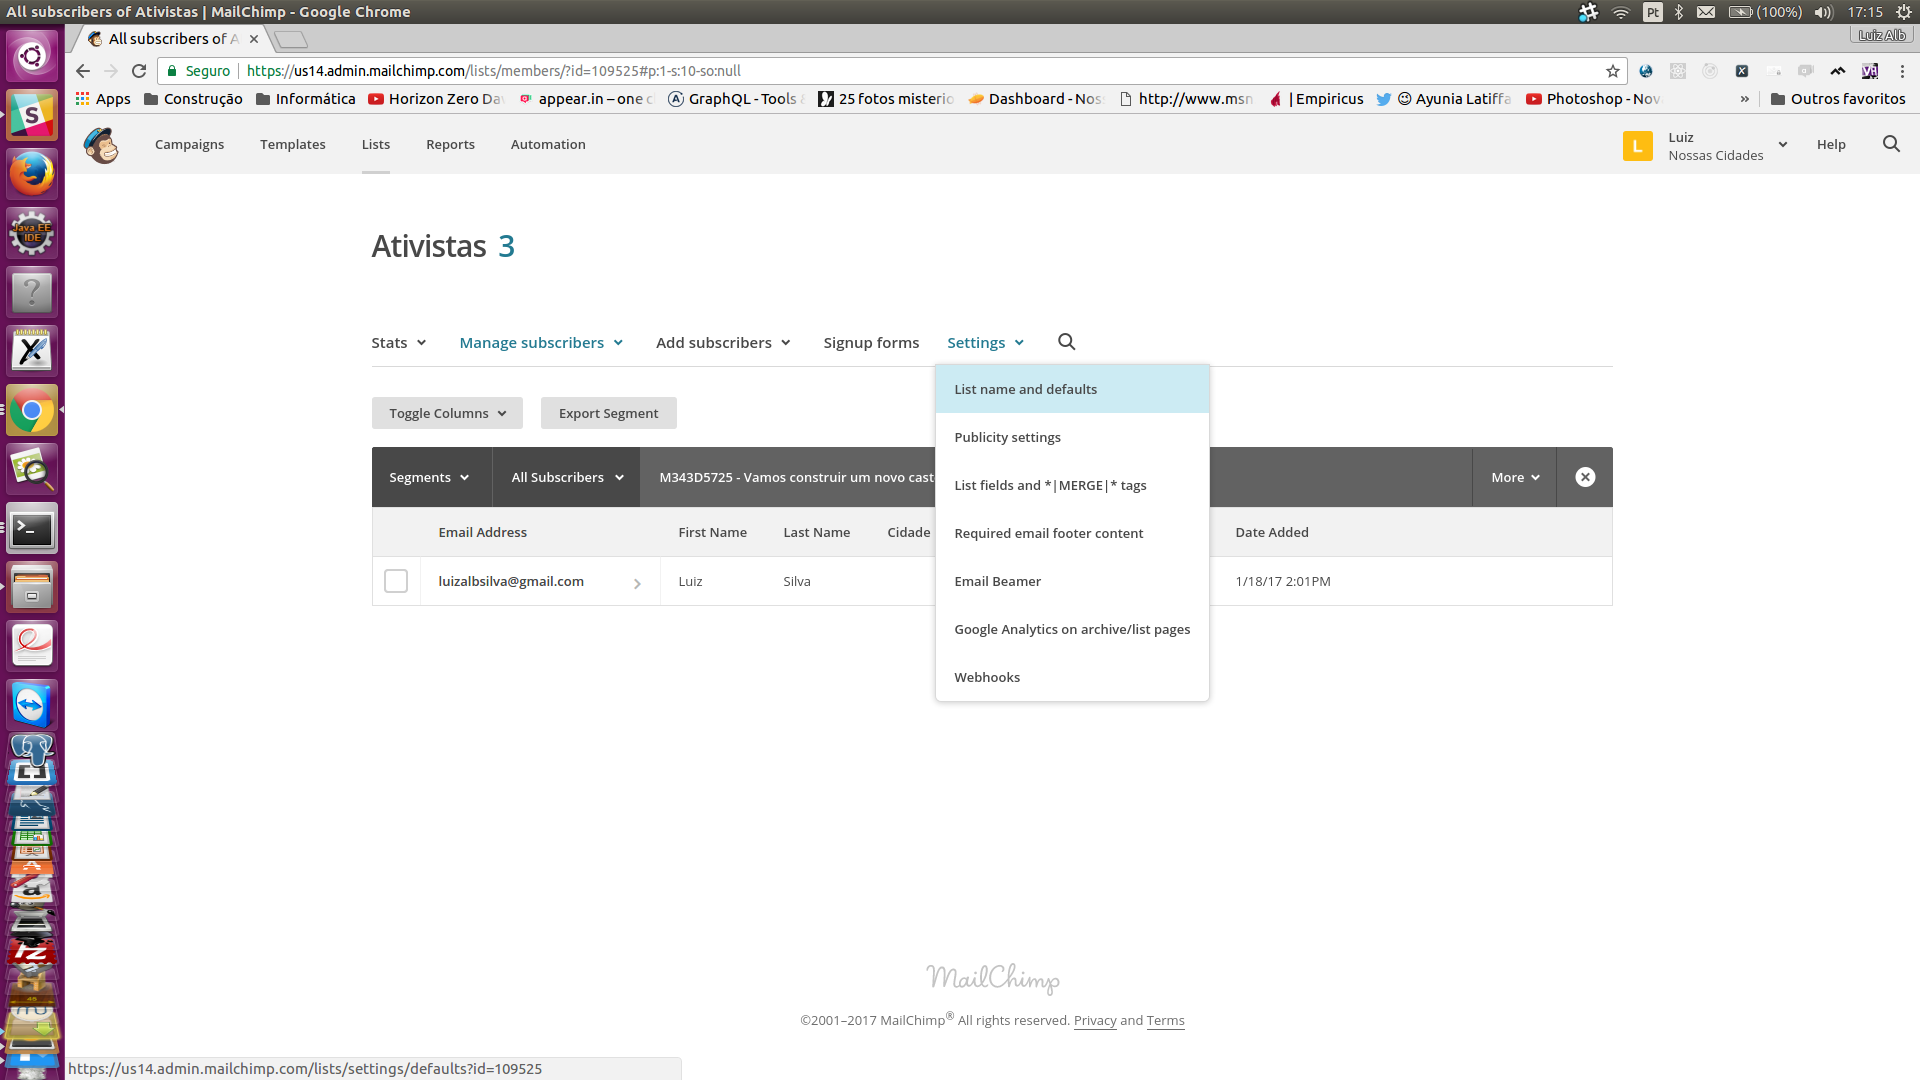 All subscribers of Ativistas | MailChimp - Google Chrome
Pt
(100%)
17:15
All subscribers of A
Luiz Alb
Seguro
https://us14.admin.mailchimp.com/lists/members/?id=109525#p:1-s:10-so:null
Apps
Construção
Informática
Horizon Zero Da
appear.in – one c
GraphQL - Tools
25 fotos misterio
Dashboard - Nos
http://www.msn
| Empiricus
Ayunia Latiffa
Photoshop - Nov
»
Outros favoritos
Campaigns
Templates
Lists
Reports
Automation
L
Luiz
Nossas Cidades
Help
Ativistas 3
Stats
Manage subscribers
Add subscribers
Signup forms
Settings
List name and defaults
Publicity settings
List fields and *|MERGE|* tags
Required email footer content
Email Beamer
Google Analytics on archive/list pages
Webhooks
Toggle Columns
Export Segment
Segments
All Subscribers
M343D5725 - Vamos construir um novo cast
More
Email Address
First Name
Last Name
Cidade
Date Added
luizalbsilva@gmail.com
Luiz
Silva
1/18/17 2:01PM
Java EE
IDE
MailChimp
©2001–2017 MailChimp® All rights reserved. Privacy and Terms
https://us14.admin.mailchimp.com/lists/settings/defaults?id=109525